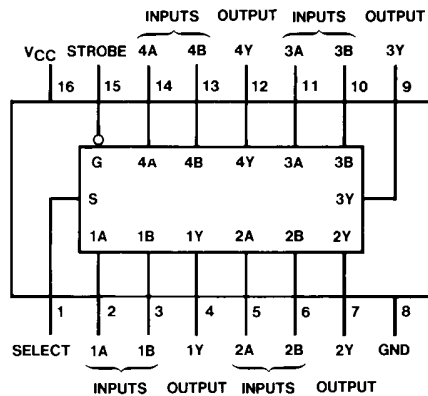 INPUTS OUTPUT INPUTS OUTPUT
VCC STROBE 4A 4B 4Y 3A 3B 3Y
16 15 14 13 12 11 10 9
G 4A 4B 4Y 3A 3B
S 3Y
1A 1B 1Y 2A 2B 2Y
1 2 3 4 5 6 7 8
SELECT 1A 1B 1Y 2A 2B 2Y GND
INPUTS OUTPUT INPUTS OUTPUT